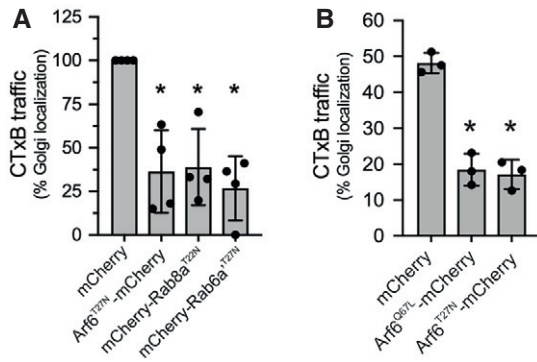 A
CTxB traffic
(% Golgi localization)
125
100
75
50
25
0
* * *
mCherry
Arf6ᵀ²⁷ᴺ-mCherry
mCherry-Rab8aᵀ²²ᴺ
mCherry-Rab6aᵀ²⁷ᴺ
B
CTxB traffic
(% Golgi localization)
60
50
40
30
20
10
0
* *
mCherry
Arf6Q67L-mCherry
Arf6ᵀ²⁷ᴺ-mCherry